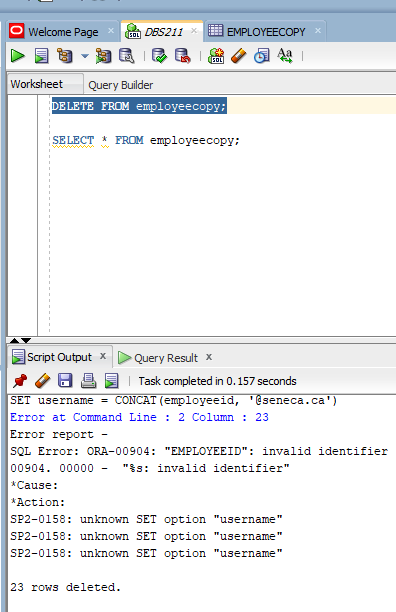 Welcome Page
DBS211
EMPLOYEECOPY
SQL
Aa
Worksheet
Query Builder
DELETE FROM employeecopy;
SELECT * FROM employeecopy;
Script Output x
Query Result x
Task completed in 0.157 seconds
SET username = CONCAT(employeeid, '@seneca.ca')
Error at Command Line : 2 Column : 23
Error report -
SQL Error: ORA-00904: "EMPLOYEEID": invalid identifier
00904. 00000 -  "%s: invalid identifier"
*Cause:
*Action:
SP2-0158: unknown SET option "username"
SP2-0158: unknown SET option "username"
SP2-0158: unknown SET option "username"
23 rows deleted.